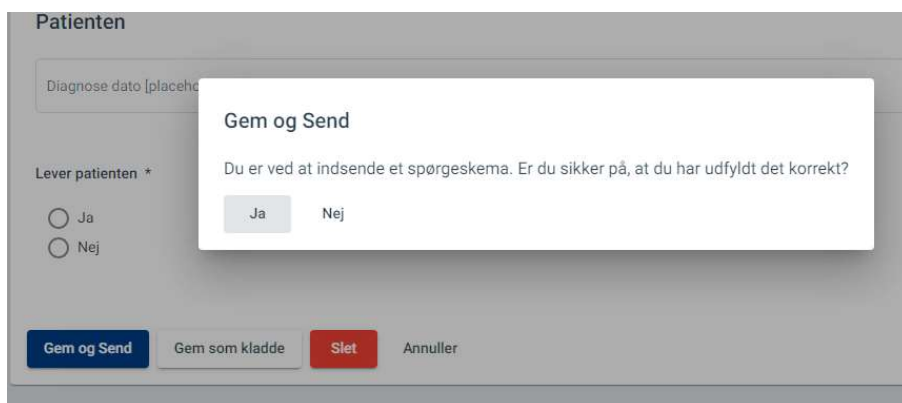 Patienten
Diagnose dato [placeho
Gem og Send
Du er ved at indsende et spørgeskema. Er du sikker på, at du har udfyldt det korrekt?
Ja Nej
Lever patienten *
Ja
Nej
Gem og Send Gem som kladde Slet Annuller